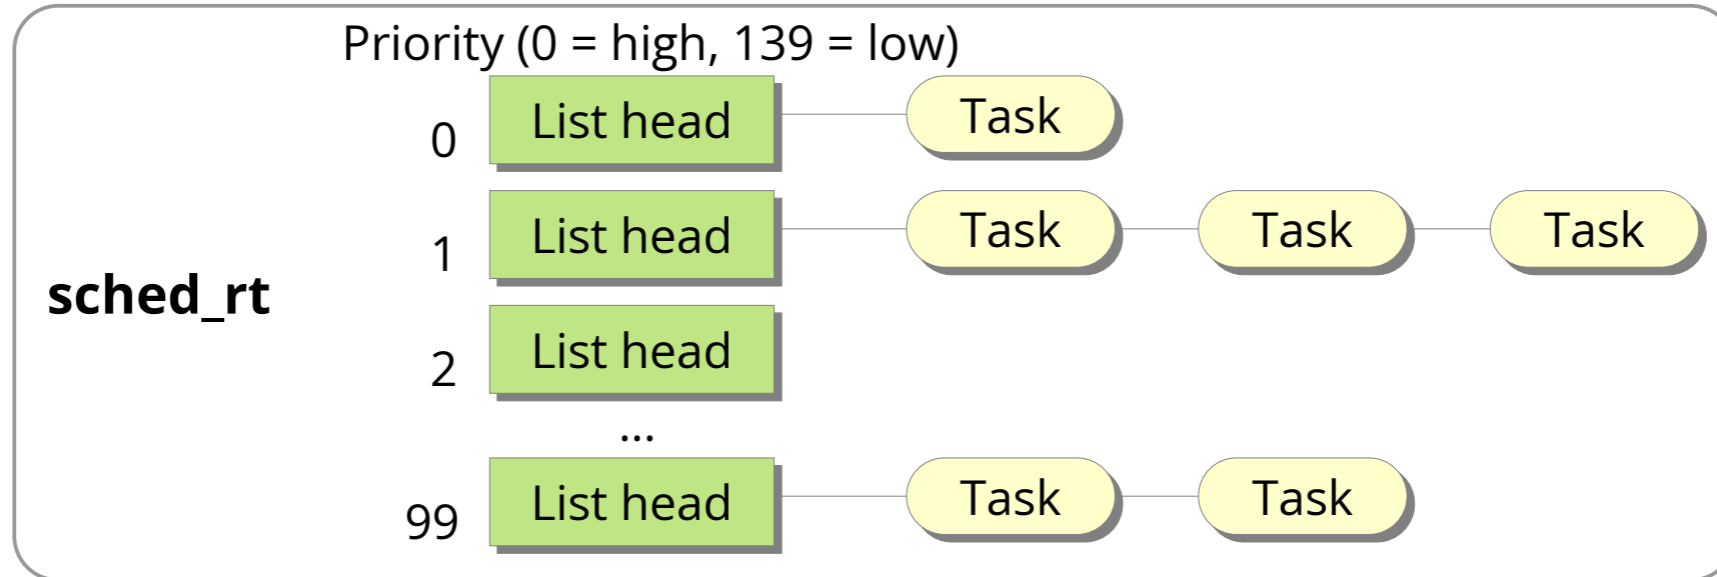 Priority (0 = high, 139 = low)
0 List head Task
1 List head Task Task Task
sched_rt
2 List head
...
99 List head Task Task